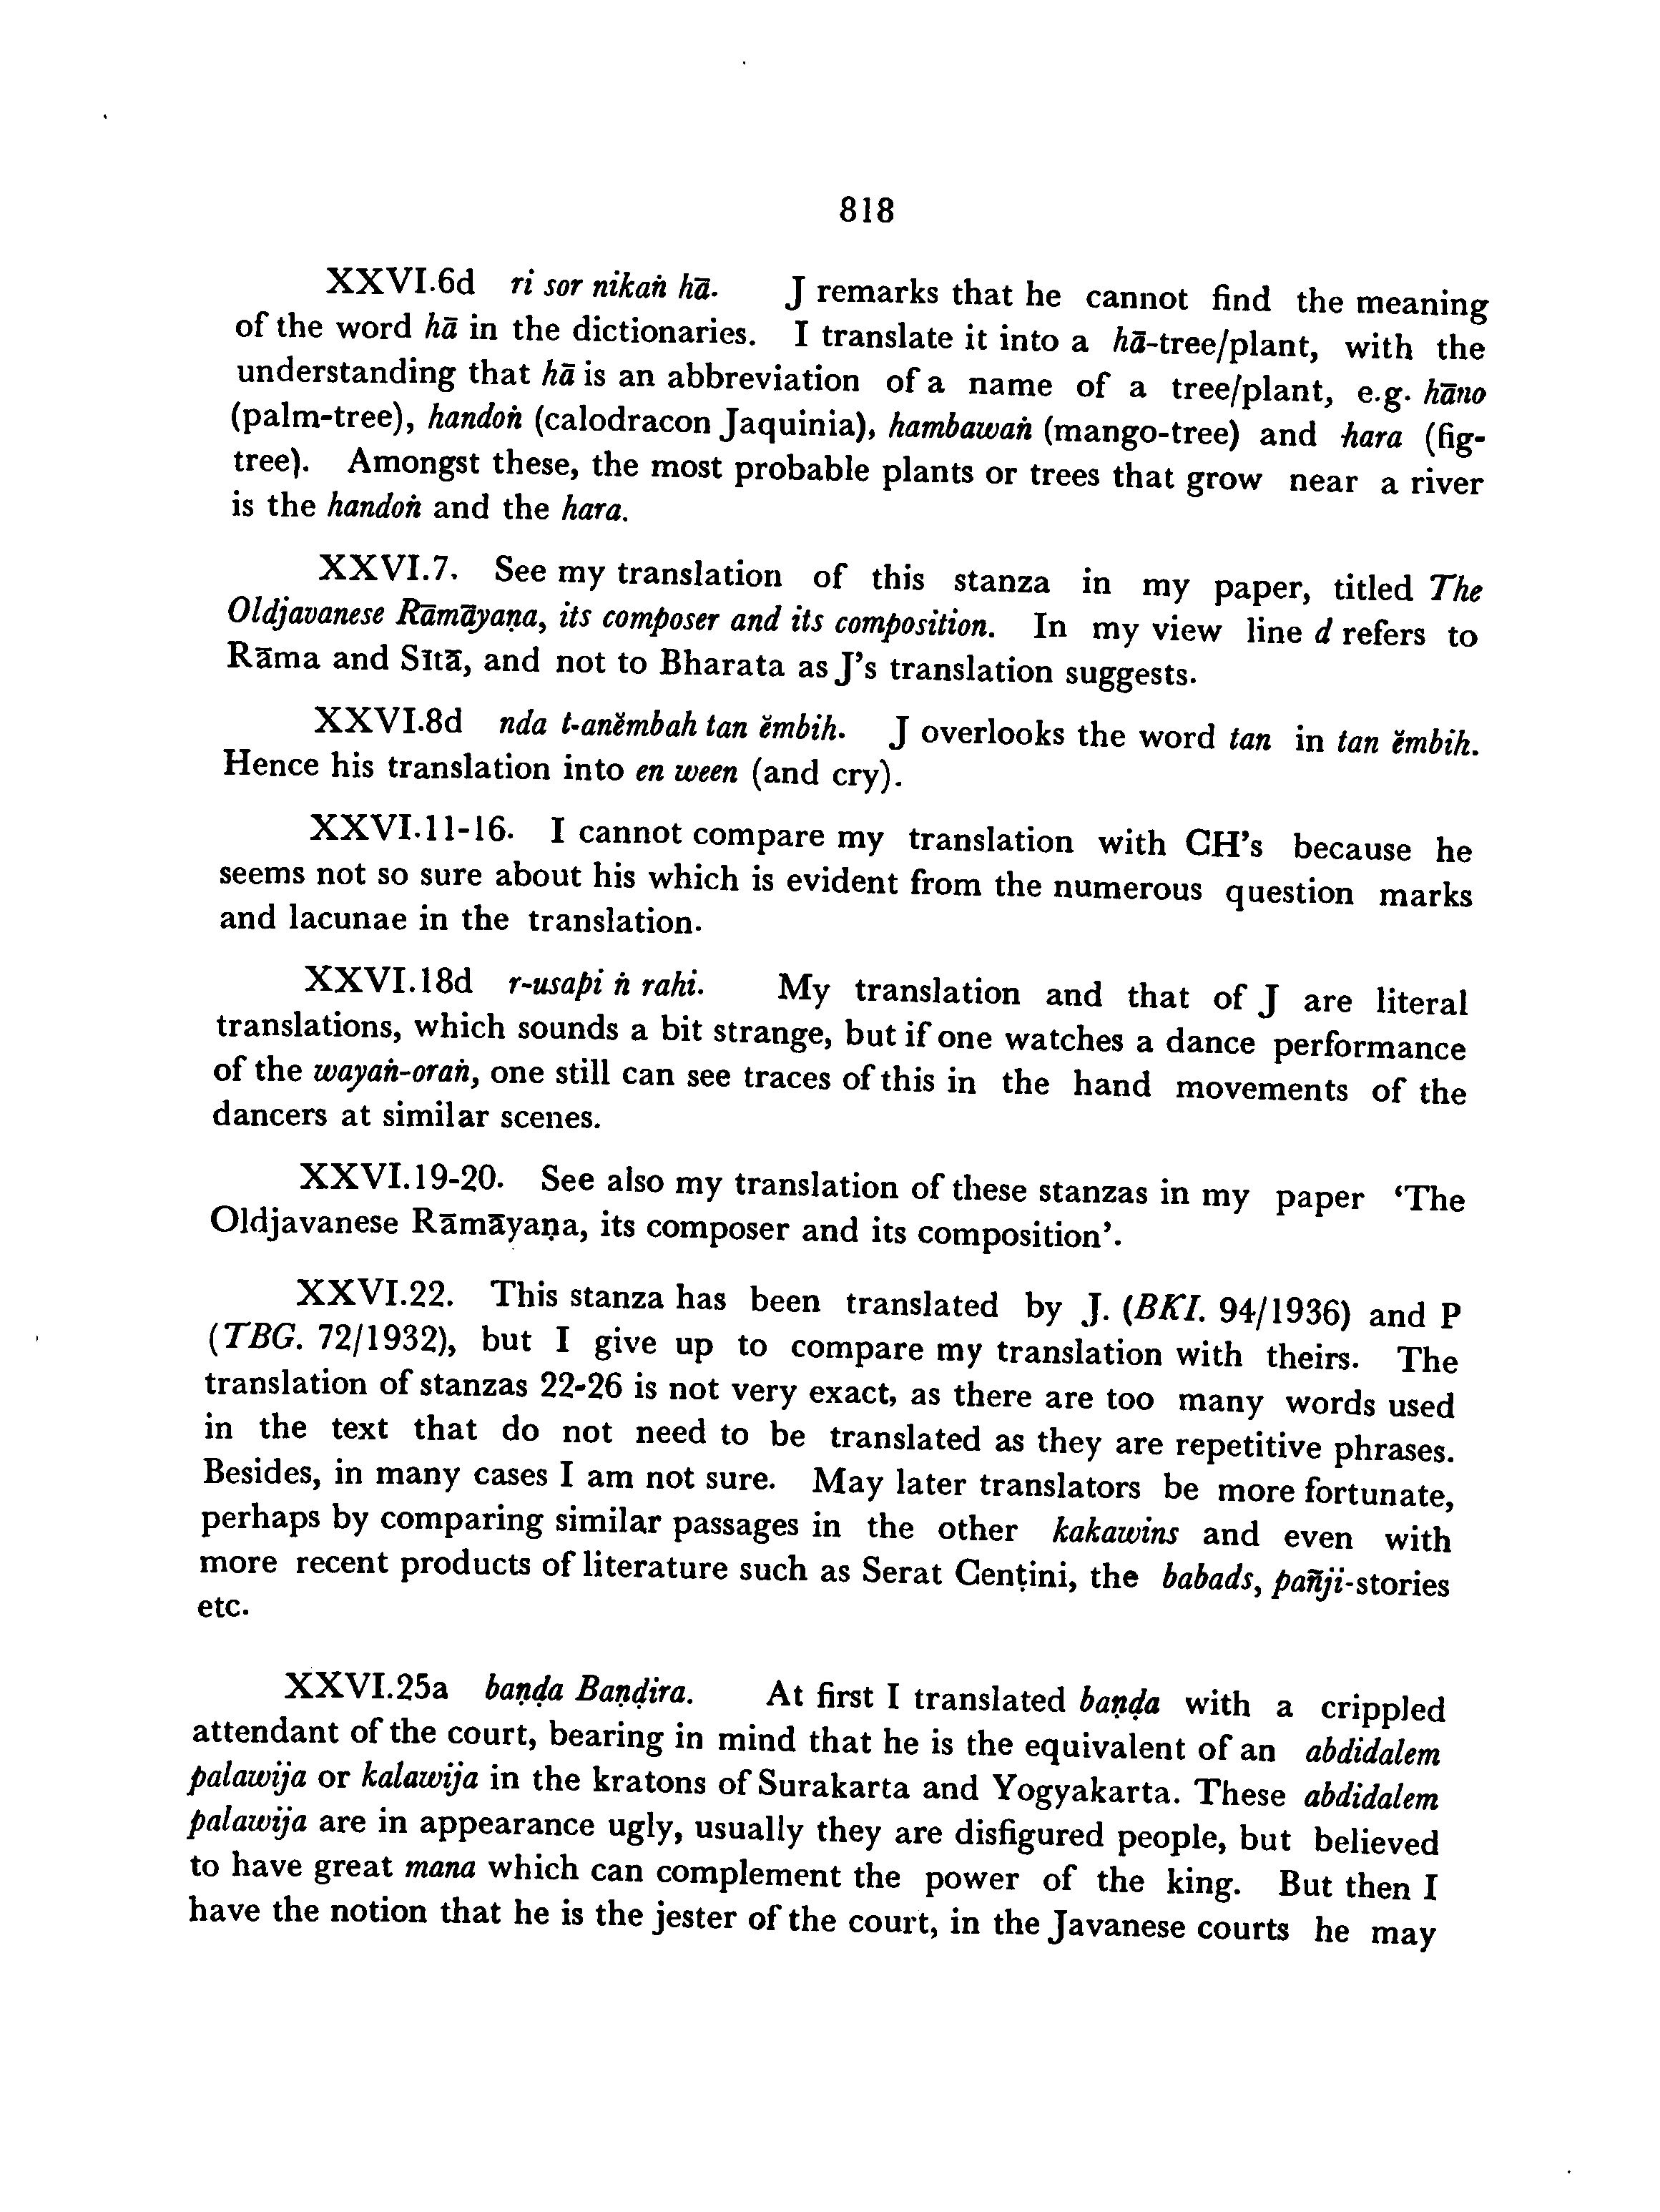 818
XXVI.6d ri sor nikaṅ hā. J remarks that he cannot find the meaning
of the word hā in the dictionaries. I translate it into a hā-tree/plant, with the
understanding that hā is an abbreviation of a name of a tree/plant, e.g. hāno
(palm-tree), handoṅ (calodracon Jaquinia), hambawaṅ (mango-tree) and hara (fig-
tree). Amongst these, the most probable plants or trees that grow near a river
is the handoṅ and the hara.
XXVI.7. See my translation of this stanza in my paper, titled The
Oldjavanese Rāmāyaṇa, its composer and its composition. In my view line d refers to
Rāma and Sītā, and not to Bharata as J's translation suggests.
XXVI.8d nda t-anĕmbah tan ĕmbih. J overlooks the word tan in tan ĕmbih.
Hence his translation into en ween (and cry).
XXVI.11-16. I cannot compare my translation with CH's because he
seems not so sure about his which is evident from the numerous question marks
and lacunae in the translation.
XXVI.18d r-usapi ṅ rahi. My translation and that of J are literal
translations, which sounds a bit strange, but if one watches a dance performance
of the wayaṅ-oraṅ, one still can see traces of this in the hand movements of the
dancers at similar scenes.
XXVI.19-20. See also my translation of these stanzas in my paper ‘The
Oldjavanese Rāmāyaṇa, its composer and its composition’.
XXVI.22. This stanza has been translated by J. (BKI. 94/1936) and P
(TBG. 72/1932), but I give up to compare my translation with theirs. The
translation of stanzas 22-26 is not very exact, as there are too many words used
in the text that do not need to be translated as they are repetitive phrases.
Besides, in many cases I am not sure. May later translators be more fortunate,
perhaps by comparing similar passages in the other kakawins and even with
more recent products of literature such as Serat Cenṭini, the babads, pañji-stories
etc.
XXVI.25a baṇḍa Baṇḍira. At first I translated baṇḍa with a crippled
attendant of the court, bearing in mind that he is the equivalent of an abdidalem
palawija or kalawija in the kratons of Surakarta and Yogyakarta. These abdidalem
palawija are in appearance ugly, usually they are disfigured people, but believed
to have great mana which can complement the power of the king. But then I
have the notion that he is the jester of the court, in the Javanese courts he may